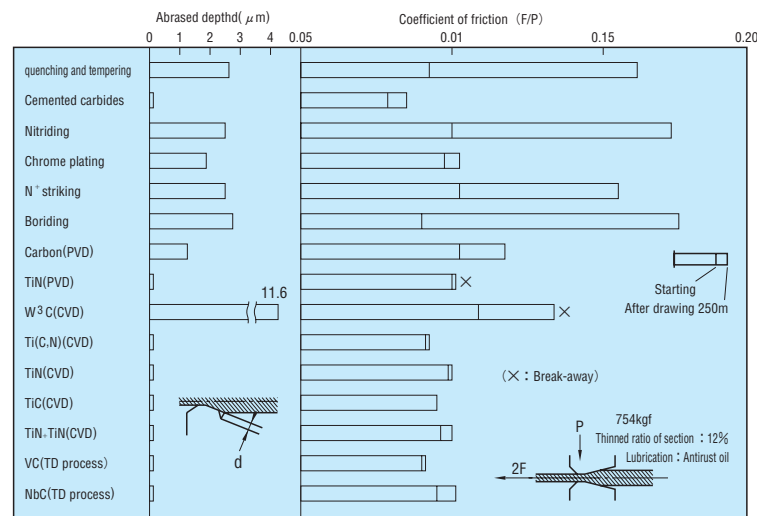 Abrased depthd( μm)
Coefficient of friction (F/P)
0 1 2 3 4 0.05 0.01 0.15 0.20
quenching and tempering
Cemented carbides
Nitriding
Chrome plating
N⁺ striking
Boriding
Carbon(PVD)
TiN(PVD)
×
Starting
After drawing 250m
11.6
W³C(CVD)
×
Ti(C,N)(CVD)
TiN(CVD)
(×：Break-away)
TiC(CVD)
TiN+TiN(CVD)
VC(TD process)
NbC(TD process)
d
P
754kgf
Thinned ratio of section：12%
Lubrication：Antirust oil
2F